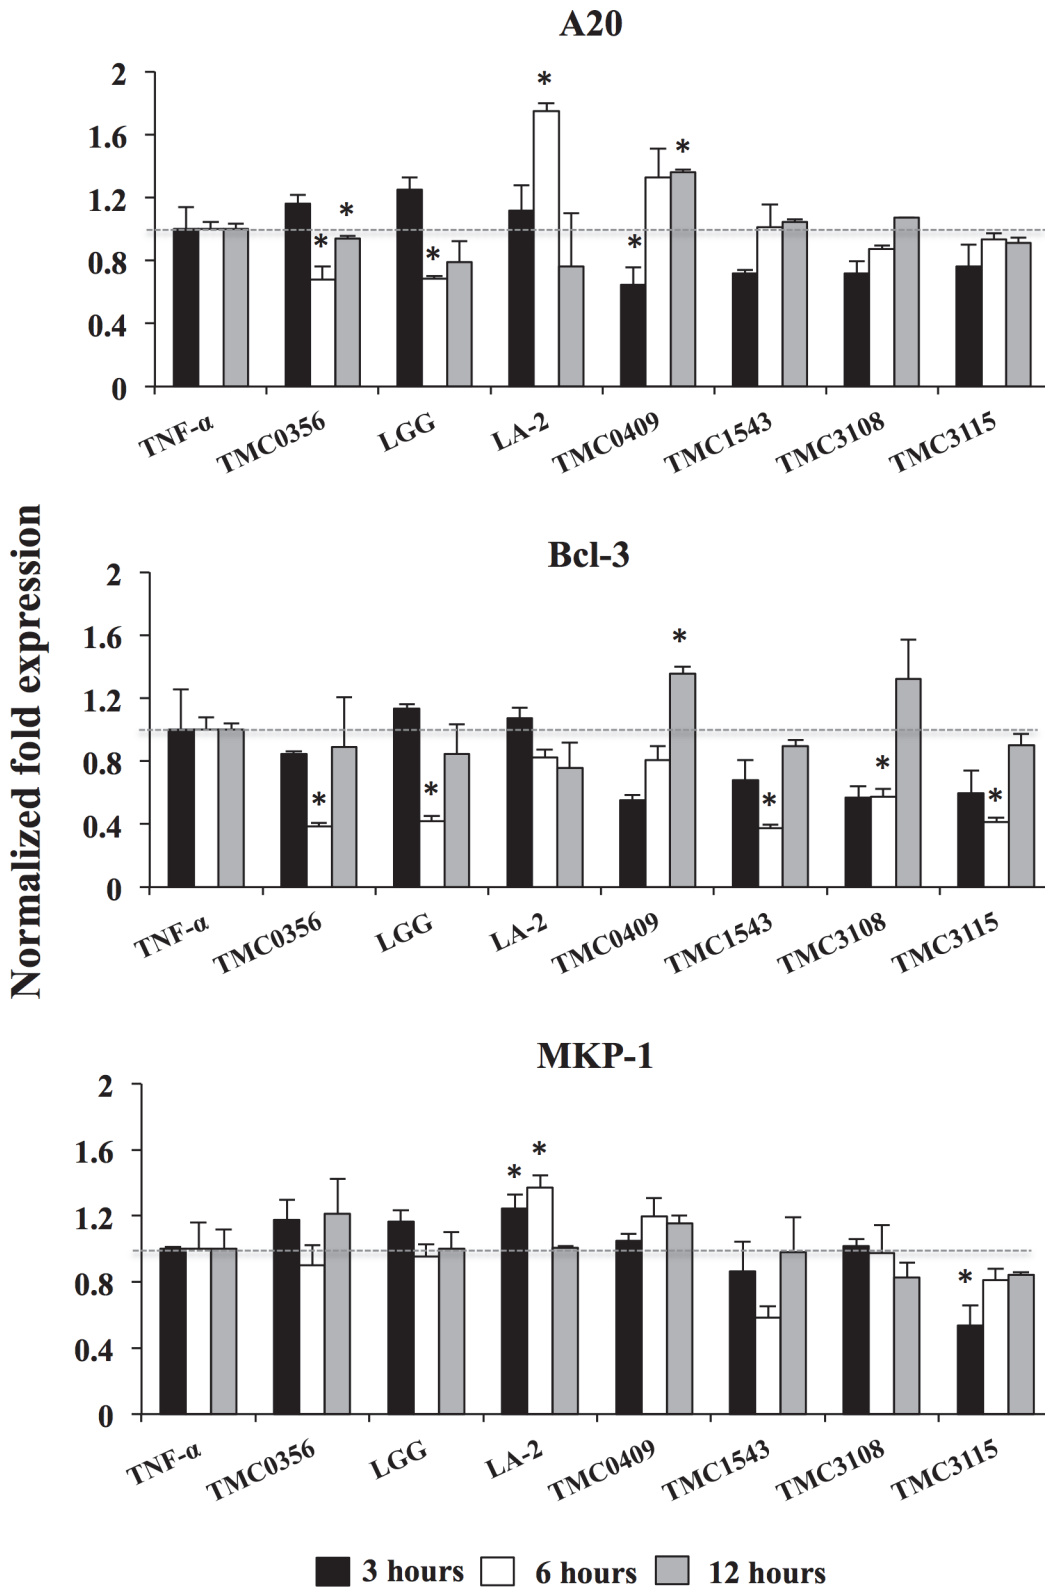 A20
2
1.6
1.2
0.8
0.4
0
* * * * * *
TNF-α TMC0356 LGG LA-2 TMC0409 TMC1543 TMC3108 TMC3115
Normalized fold expression
Bcl-3
2
1.6
1.2
0.8
0.4
0
* * * * * *
TNF-α TMC0356 LGG LA-2 TMC0409 TMC1543 TMC3108 TMC3115
MKP-1
2
1.6
1.2
0.8
0.4
0
* * *
TNF-α TMC0356 LGG LA-2 TMC0409 TMC1543 TMC3108 TMC3115
3 hours 6 hours 12 hours